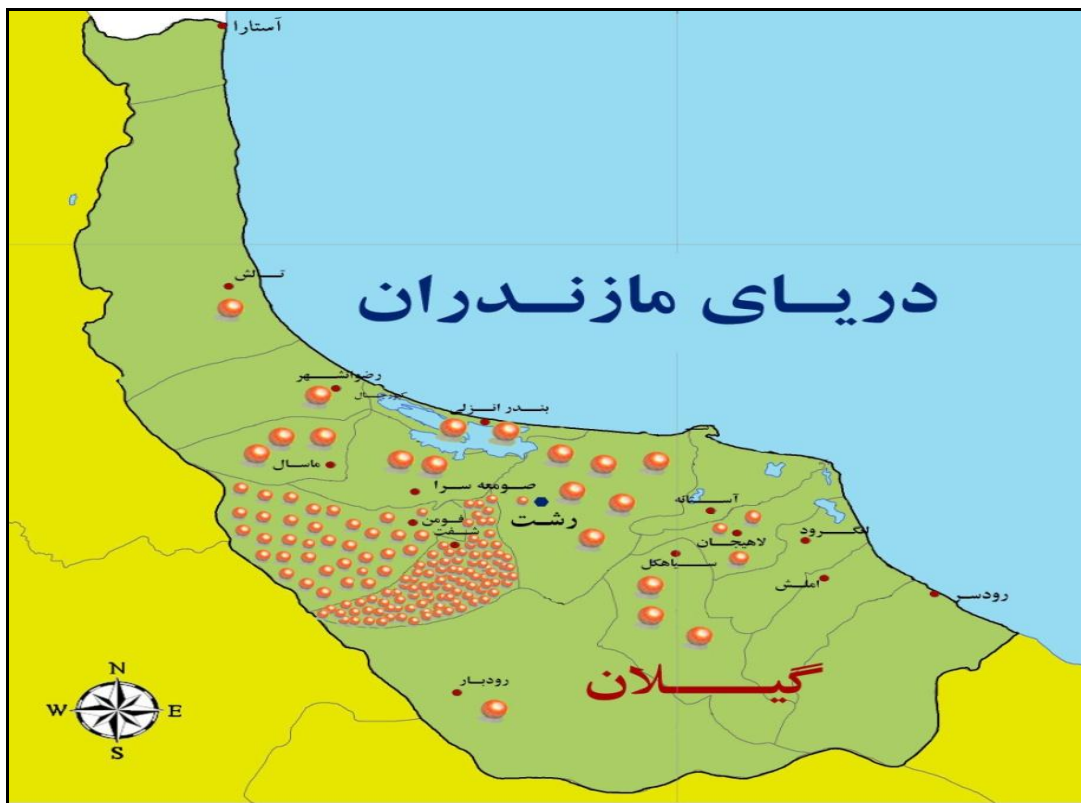 آستارا
تالش
دریای مازندران
رضوانشهر
کپورچال
بندر انزلی
ماسال
صومعه سرا
آستانه
رشت
فومن
شفت
لنگرود
لاهیجان
سیاهکل
املش
رودسر
رودبار
گیلان
N
W
E
S